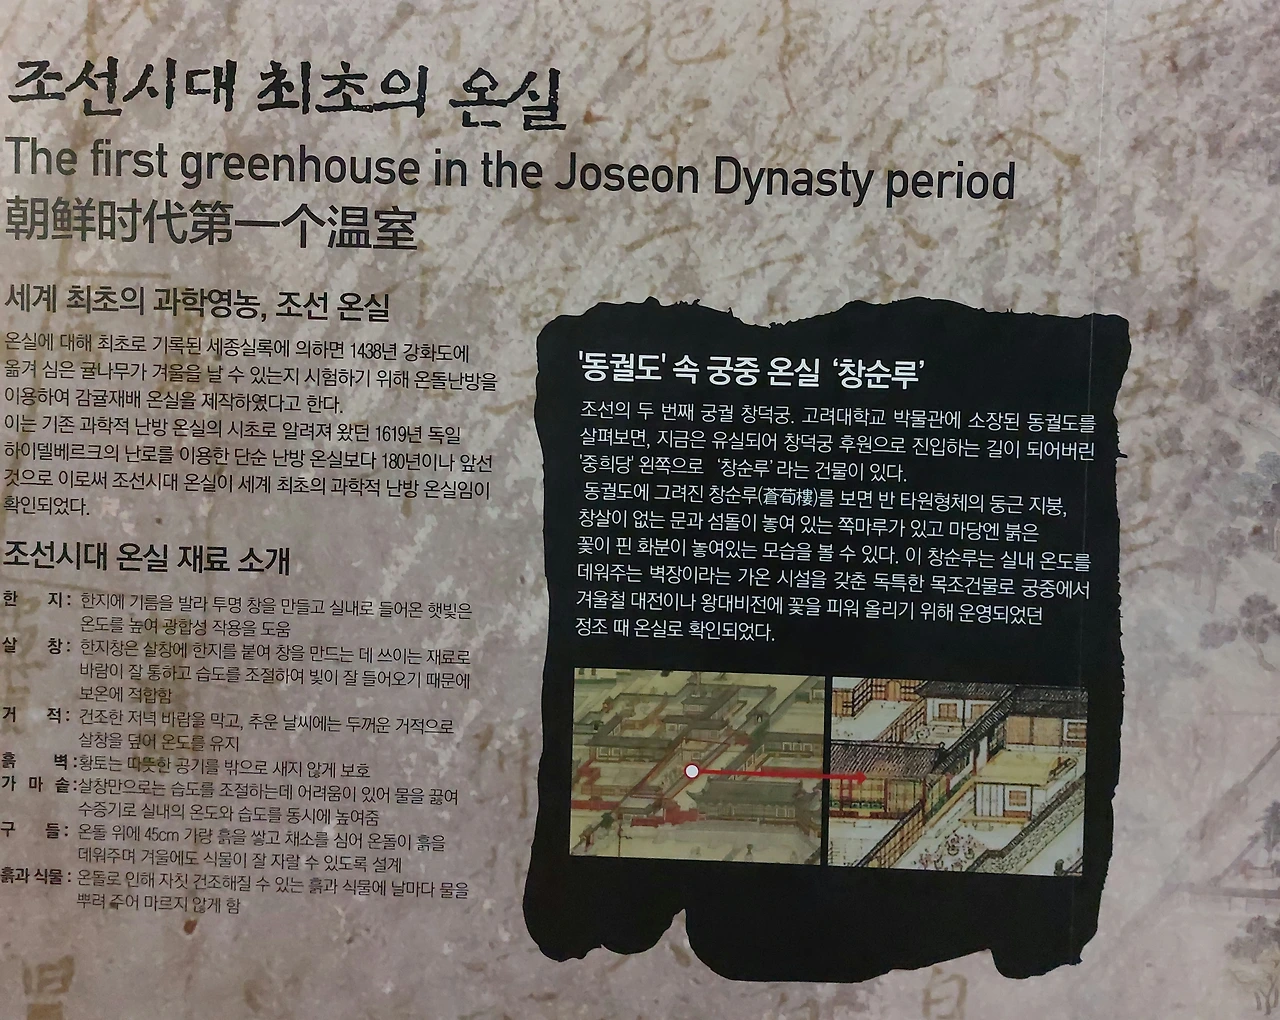 조선시대 최초의 온실
The first greenhouse in the Joseon Dynasty period
朝鲜时代第一个温室
세계 최초의 과학영농, 조선 온실
온실에 대해 최초로 기록된 세종실록에 의하면 1438년 강화도에
옮겨 심은 귤나무가 겨울을 날 수 있는지 시험하기 위해 온돌난방을
이용하여 감귤재배 온실을 제작하였다고 한다.
이는 기존 과학적 난방 온실의 시초로 알려져 왔던 1619년 독일
하이델베르크의 난로를 이용한 단순 난방 온실보다 180년이나 앞선
것으로 이로써 조선시대 온실이 세계 최초의 과학적 난방 온실임이
확인되었다.
조선시대 온실 재료 소개
한 지 : 한지에 기름을 발라 투명 창을 만들고 실내로 들어온 햇빛은
온도를 높여 광합성 작용을 도움
살 창 : 한지창은 살창에 한지를 붙여 창을 만드는 데 쓰이는 재료로
바람이 잘 통하고 습도를 조절하여 빛이 잘 들어오기 때문에
보온에 적합함
거 적 : 건조한 저녁 바람을 막고, 추운 날씨에는 두꺼운 거적으로
살창을 덮어 온도를 유지
흙 벽 : 황토는 따뜻한 공기를 밖으로 새지 않게 보호
가 마 솥 : 살창만으로는 습도를 조절하는데 어려움이 있어 물을 끓여
수증기로 실내의 온도와 습도를 동시에 높여줌
구 들 : 온돌 위에 45cm 가량 흙을 쌓고 채소를 심어 온돌이 흙을
데워주며 겨울에도 식물이 잘 자랄 수 있도록 설계
흙과 식물 : 온돌로 인해 자칫 건조해질 수 있는 흙과 식물에 날마다 물을
뿌려 주어 마르지 않게 함
'동궐도' 속 궁중 온실 '창순루'
조선의 두 번째 궁궐 창덕궁. 고려대학교 박물관에 소장된 동궐도를
살펴보면, 지금은 유실되어 창덕궁 후원으로 진입하는 길이 되어버린
'중희당' 왼쪽으로 '창순루' 라는 건물이 있다.
동궐도에 그려진 창순루(蒼荀樓)를 보면 반 타원형체의 둥근 지붕,
창살이 없는 문과 섬돌이 놓여 있는 쪽마루가 있고 마당엔 붉은
꽃이 핀 화분이 놓여있는 모습을 볼 수 있다. 이 창순루는 실내 온도를
데워주는 벽장이라는 가온 시설을 갖춘 독특한 목조건물로 궁중에서
겨울철 대전이나 왕대비전에 꽃을 피워 올리기 위해 운영되었던
정조 때 온실로 확인되었다.